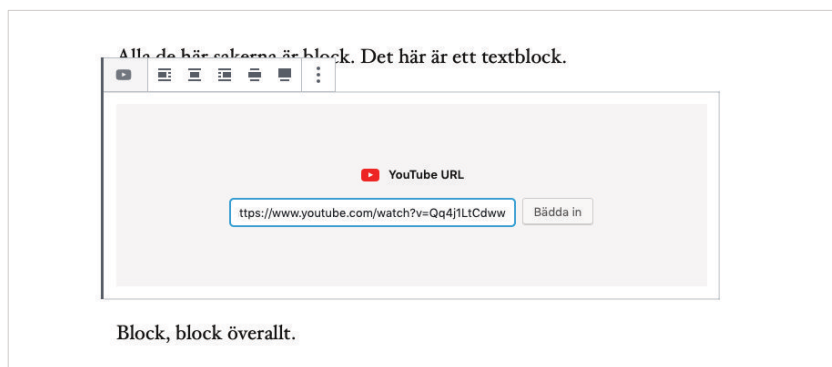 Alla de här sakerna är block. Det här är ett textblock.
YouTube URL
ttps://www.youtube.com/watch?v=Qq4j1LtCdww
Bädda in
Block, block överallt.